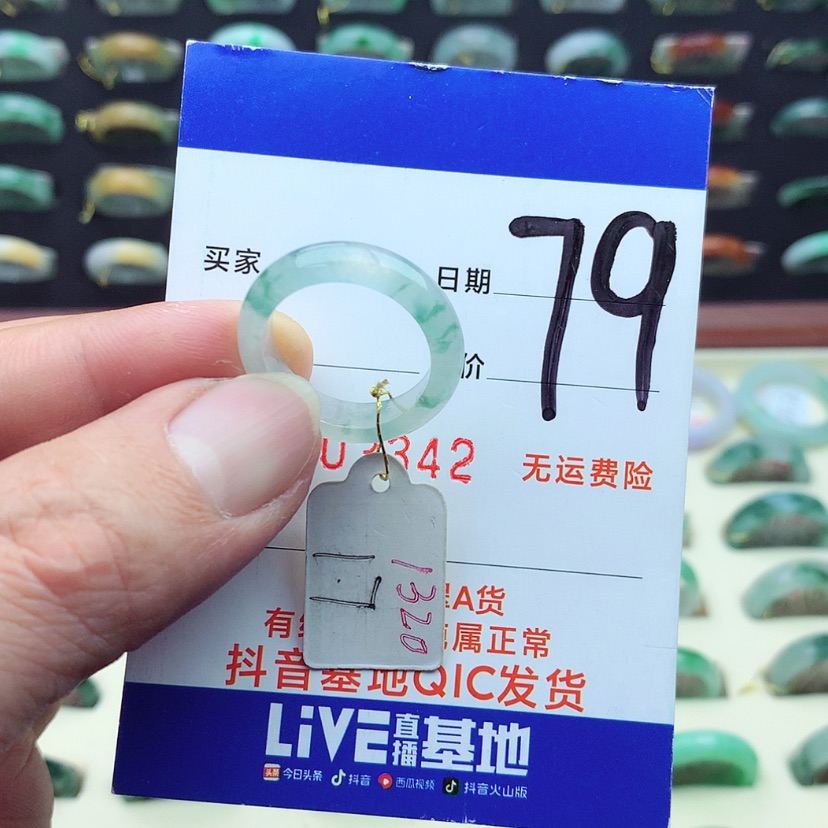 买家
日期
79
价
342
无运费险
1320
A货
有
属正常
抖音基地QIC发货
LiVE直播基地
头条 今日头条 抖音 西瓜视频 抖音火山版